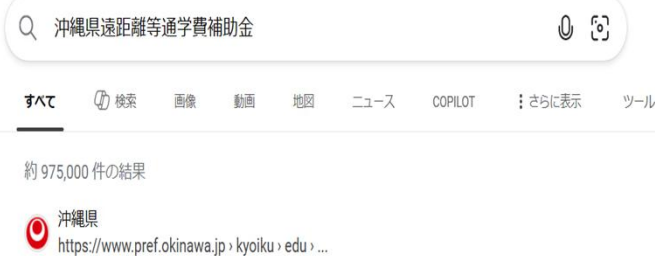 沖縄県遠距離等通学費補助金
すべて 検索 画像 動画 地図 ニュース COPILOT さらに表示 ツール
約 975,000 件の結果
沖縄県
https://www.pref.okinawa.jp › kyoiku › edu › ...